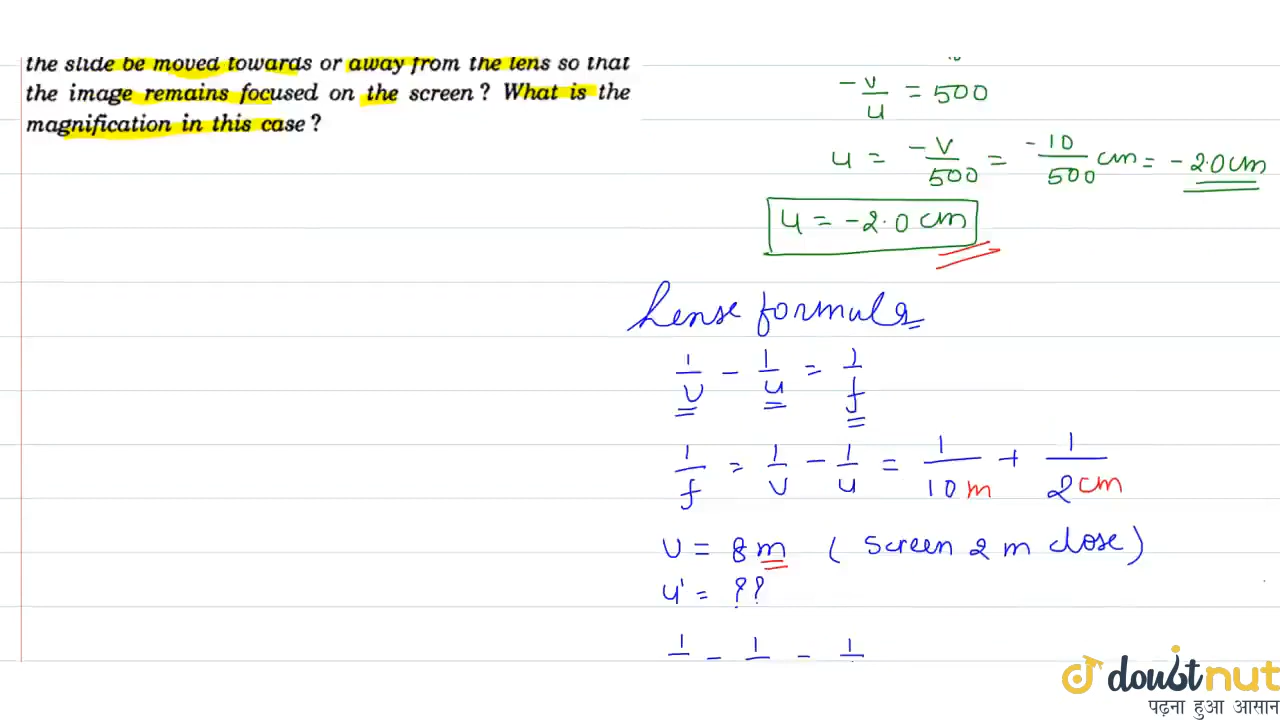 the slide be moved towards or away from the lens so that
the image remains focused on the screen ? What is the
magnification in this case ?
-v/u = 500
u = -v/500 = -10/500 cm = -2.0 cm
u = -2.0 cm
Lense formula
1/v - 1/u = 1/f
1/f = 1/v - 1/u = 1/10 m + 1/2 cm
v = 8 m ( Screen 2 m close )
u' = ??
1 - 1 = 1
doubtnut
पढ़ना हुआ आसान